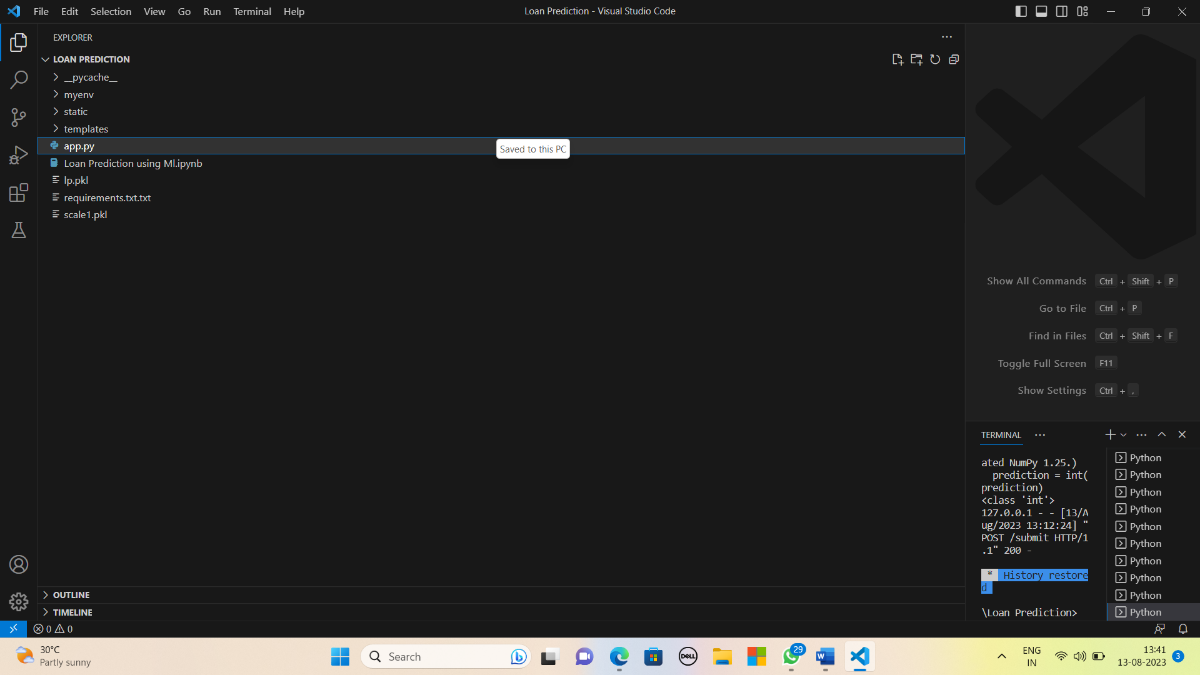 File Edit Selection View Go Run Terminal Help
Loan Prediction - Visual Studio Code
EXPLORER
LOAN PREDICTION
__pycache__
myenv
static
templates
app.py
Saved to this PC
Loan Prediction using Ml.ipynb
lp.pkl
requirements.txt.txt
scale1.pkl
Show All Commands Ctrl + Shift + P
Go to File Ctrl + P
Find in Files Ctrl + Shift + F
Toggle Full Screen F11
Show Settings Ctrl + ,
TERMINAL
ated NumPy 1.25.)
prediction = int(
prediction)
<class 'int'>
127.0.0.1 - - [13/A
ug/2023 13:12:24] "
POST /submit HTTP/1
.1" 200 -
* History restore
d
\Loan Prediction>
Python
Python
Python
Python
Python
Python
Python
Python
Python
Python
OUTLINE
TIMELINE
0 0
30°C
Partly sunny
Search
DELL
29
ENG
IN
13:41
13-08-2023
3